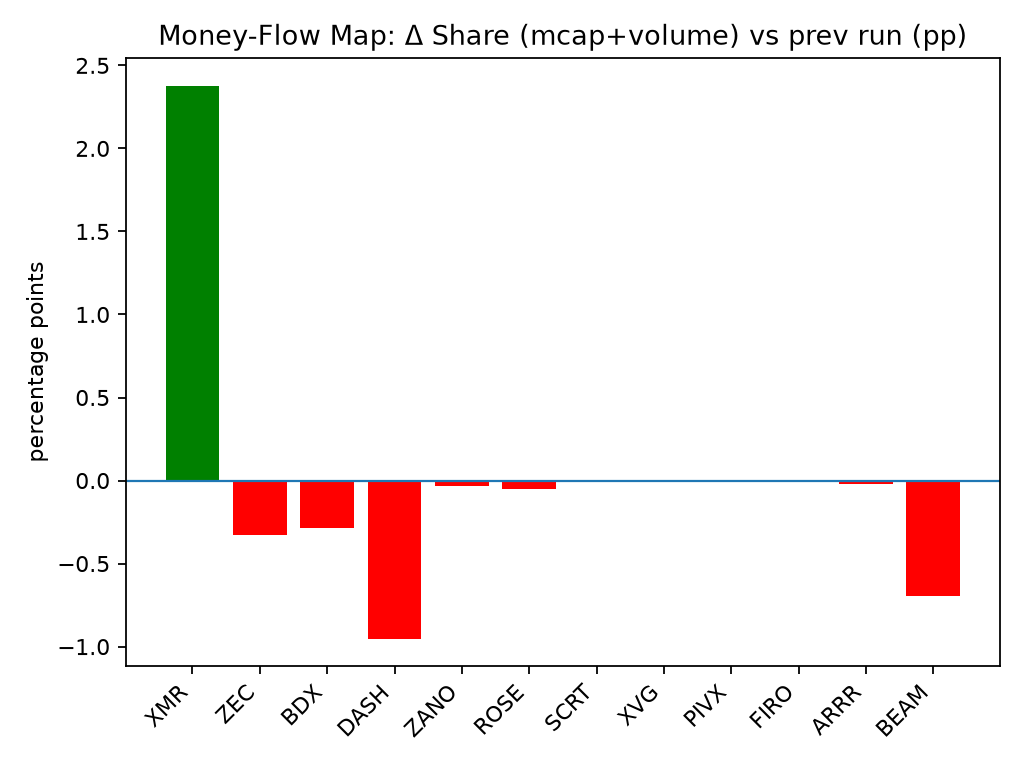 Money-Flow Map: Δ Share (mcap+volume) vs prev run (pp)
percentage points
2.5
2.0
1.5
1.0
0.5
0.0
−0.5
−1.0
XMR
ZEC
BDX
DASH
ZANO
ROSE
SCRT
XVG
PIVX
FIRO
ARRR
BEAM